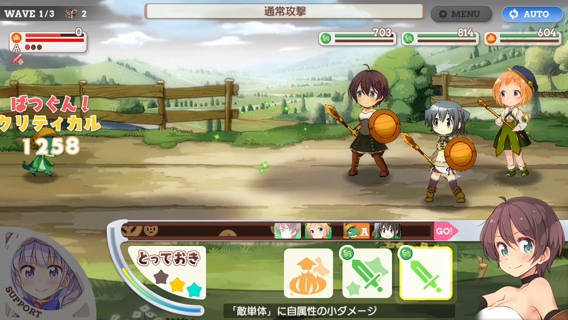 WAVE 1/3
2
通常攻撃
MENU
AUTO
0
A
703
814
604
ばつぐん!
クリティカル
1258
A
GO!
とっておき
SUPPORT
「敵単体」に自属性の小ダメージ